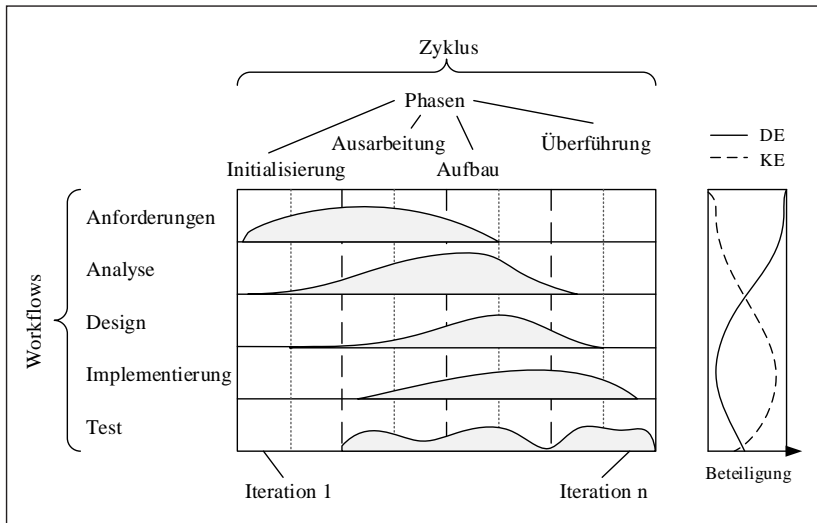 Zyklus
Phasen
Ausarbeitung
Überführung
Initialisierung
Aufbau
DE
KE
Workflows
Anforderungen
Analyse
Design
Implementierung
Test
Iteration 1
Iteration n
Beteiligung